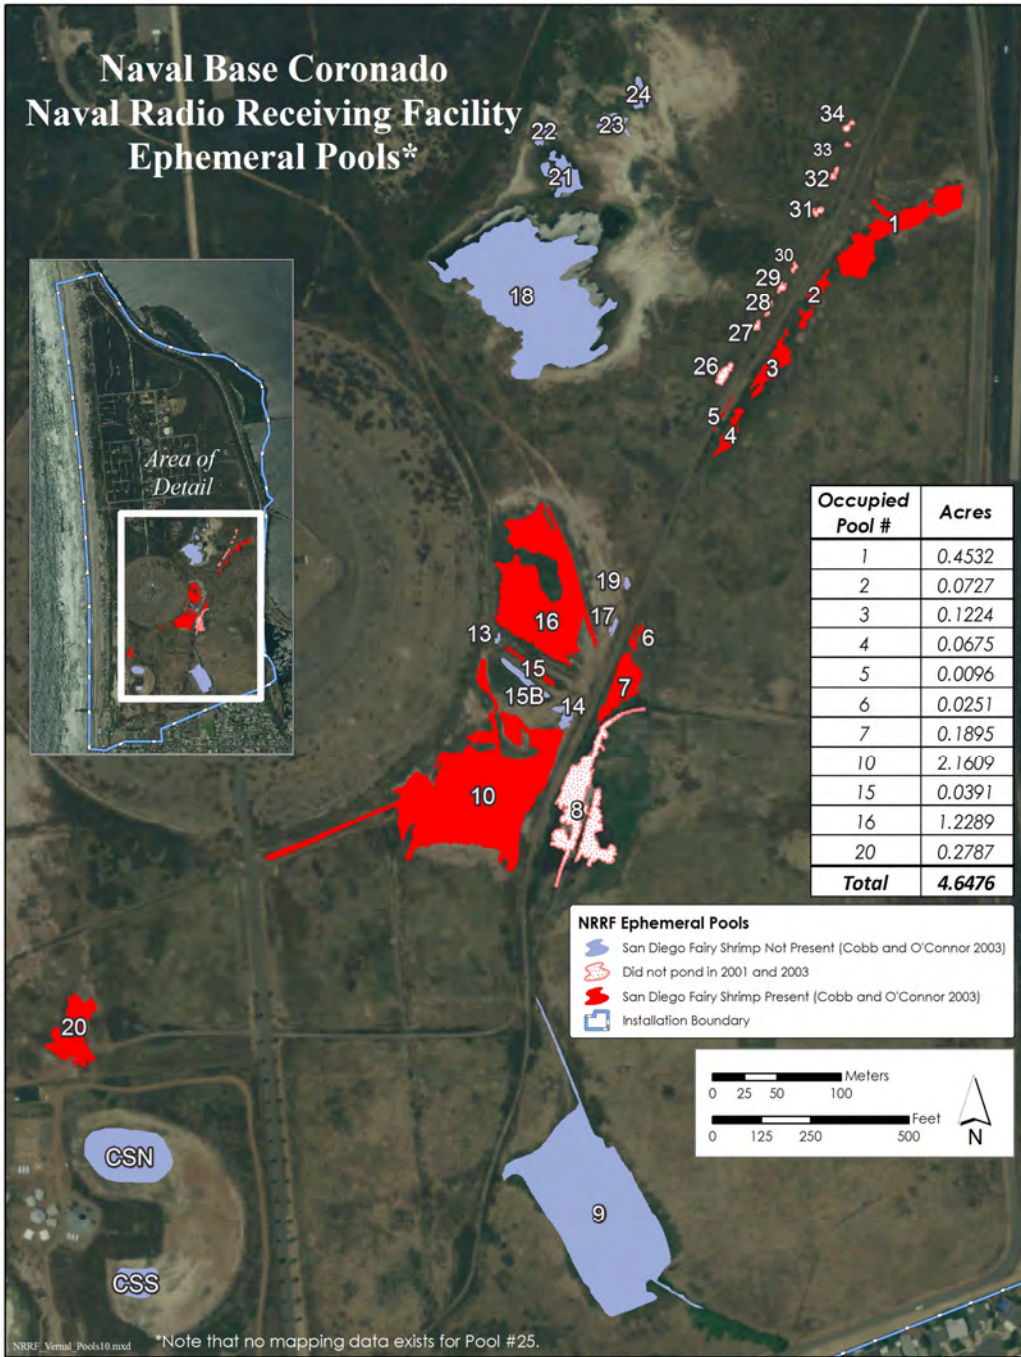 Naval Base Coronado
Naval Radio Receiving Facility
Ephemeral Pools*
24
23
22
21
34
33
32
31
1
18
30
29
2
28
27
26
3
5
4
Area of
Detail
Occupied Pool # Acres
1 0.4532
2 0.0727
3 0.1224
4 0.0675
5 0.0096
6 0.0251
7 0.1895
10 2.1609
15 0.0391
16 1.2289
20 0.2787
Total 4.6476
19
16
17
13
6
15
7
15B
14
10
8
NRRF Ephemeral Pools
San Diego Fairy Shrimp Not Present (Cobb and O'Connor 2003)
Did not pond in 2001 and 2003
San Diego Fairy Shrimp Present (Cobb and O'Connor 2003)
Installation Boundary
20
Meters
0 25 50 100
Feet
0 125 250 500
N
CSN
9
CSS
NRRF_Vernal_Pools10.mxd
*Note that no mapping data exists for Pool #25.